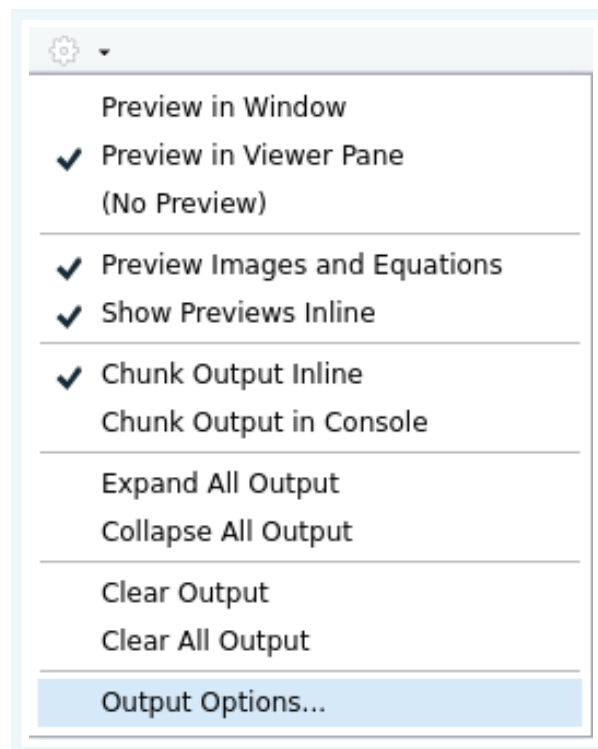 Preview in Window
Preview in Viewer Pane
(No Preview)
Preview Images and Equations
Show Previews Inline
Chunk Output Inline
Chunk Output in Console
Expand All Output
Collapse All Output
Clear Output
Clear All Output
Output Options...